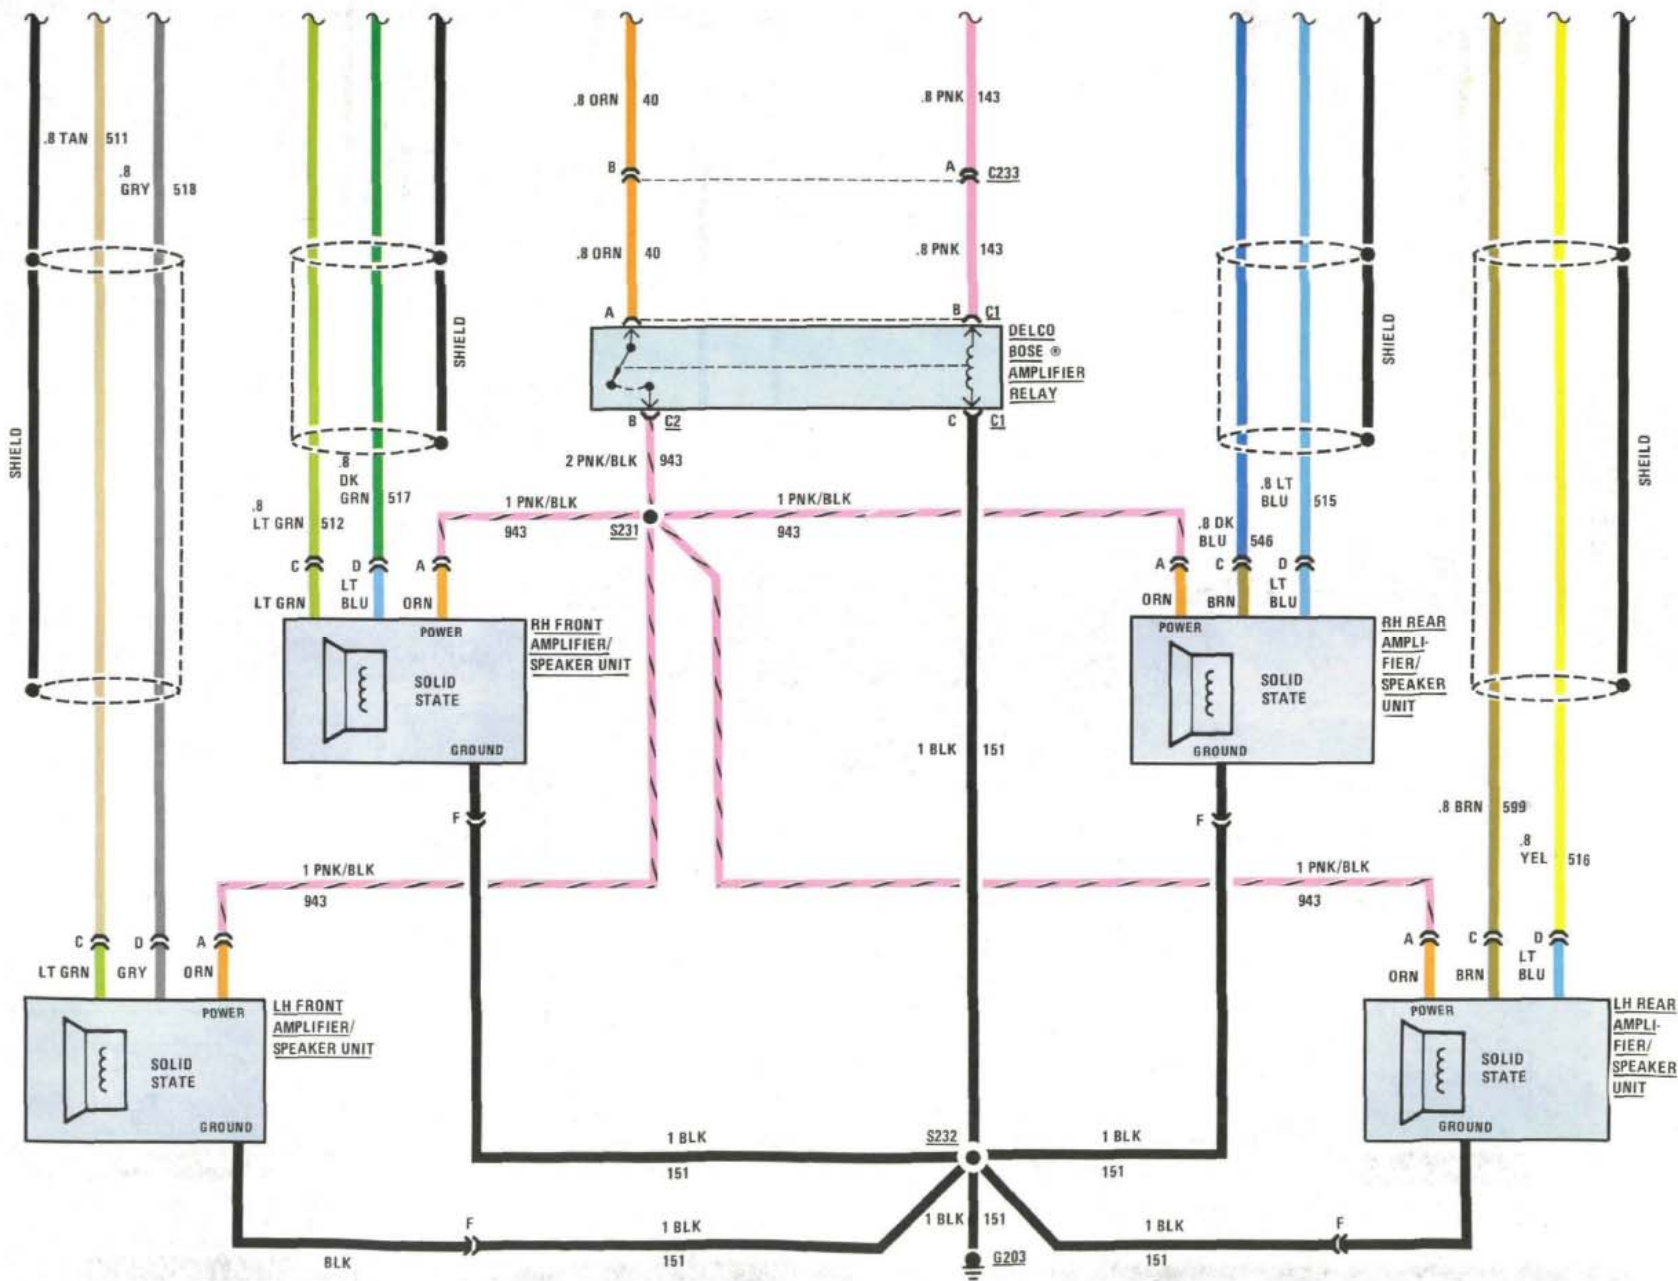 .8 ORN 40
.8 PNK 143
.8 TAN 511
.8
GRY 518
B
A C233
.8 ORN 40
.8 PNK 143
A
B C1
DELCO
BOSE ®
AMPLIFIER
RELAY
SHIELD
SHIELD
SHIELD
SHEILD
B C2
C C1
2 PNK/BLK 943
.8
DK
GRN 517
.8
LT GRN 512
1 PNK/BLK
943
S231
1 PNK/BLK
943
.8 LT
BLU 515
.8 DK
BLU 546
C D A
LT GRN
LT
BLU
ORN
POWER
SOLID
STATE
GROUND
RH FRONT
AMPLIFIER/
SPEAKER UNIT
A C D
ORN
BRN
LT
BLU
POWER
SOLID
STATE
GROUND
RH REAR
AMPLI-
FIER/
SPEAKER
UNIT
1 BLK 151
F
F
.8 BRN 599
.8
YEL 516
1 PNK/BLK
943
1 PNK/BLK
943
C D A
LT GRN GRY ORN
POWER
SOLID
STATE
GROUND
LH FRONT
AMPLIFIER/
SPEAKER UNIT
A C D
ORN
BRN
LT
BLU
POWER
SOLID
STATE
GROUND
LH REAR
AMPLI-
FIER/
SPEAKER
UNIT
1 BLK
151
S232
1 BLK
151
F
BLK
1 BLK
151
1 BLK 151
G203
1 BLK
151
F